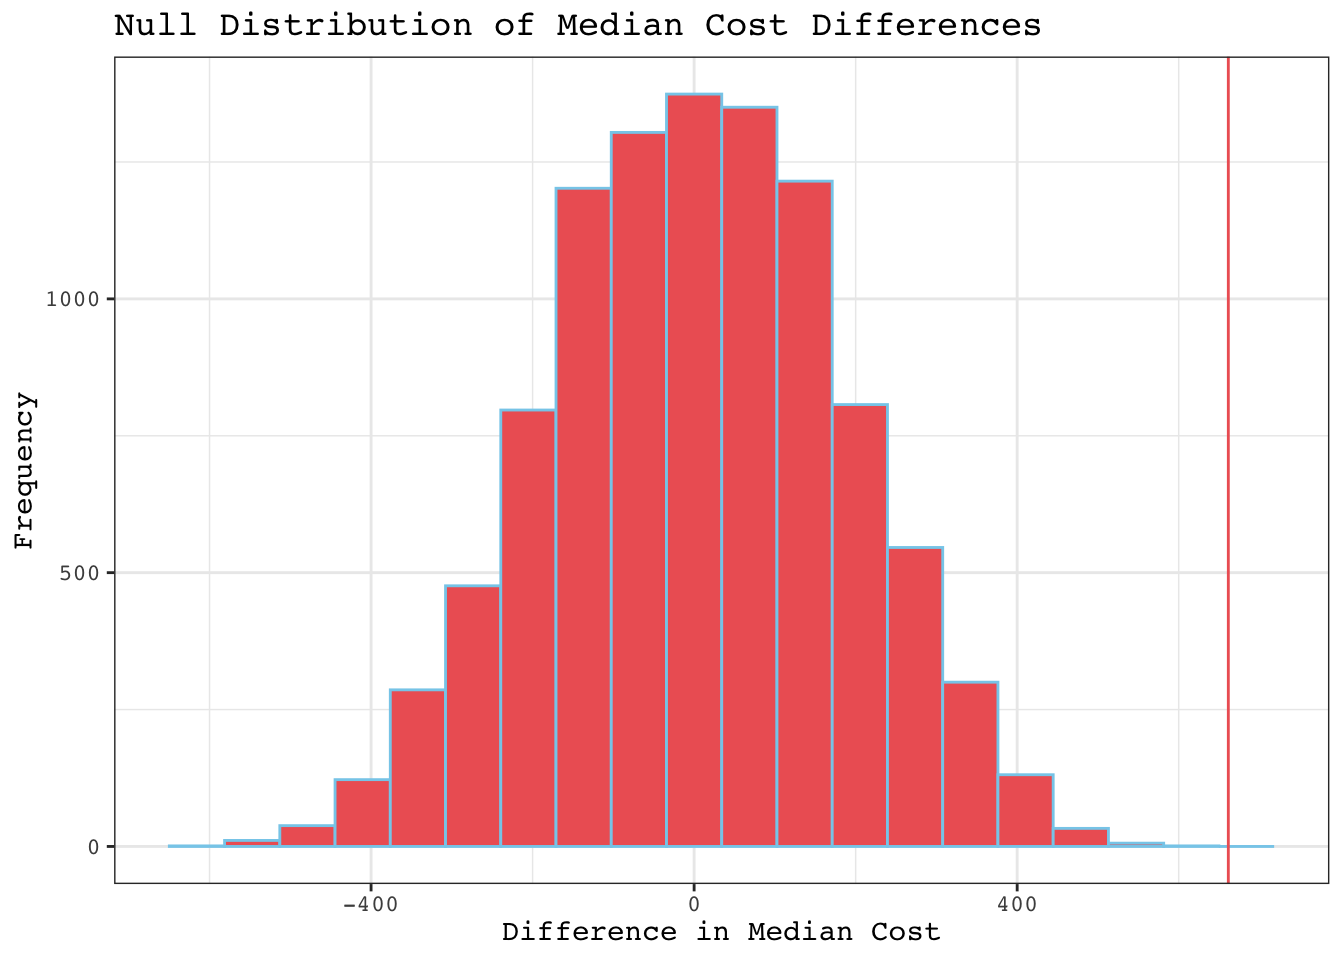 Null Distribution of Median Cost Differences
Frequency
1000
500
0
−400
0
400
Difference in Median Cost